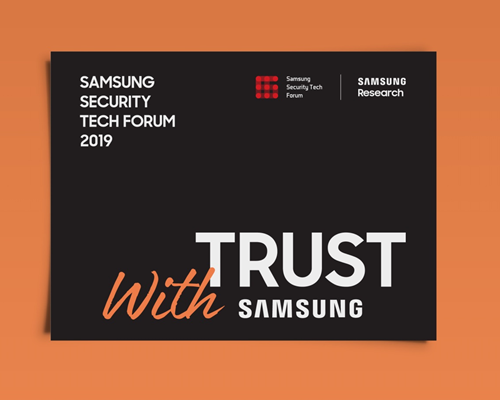 SAMSUNG
SECURITY
TECH FORUM
2019
Samsung
Security Tech
Forum
SAMSUNG
Research
TRUST
With SAMSUNG